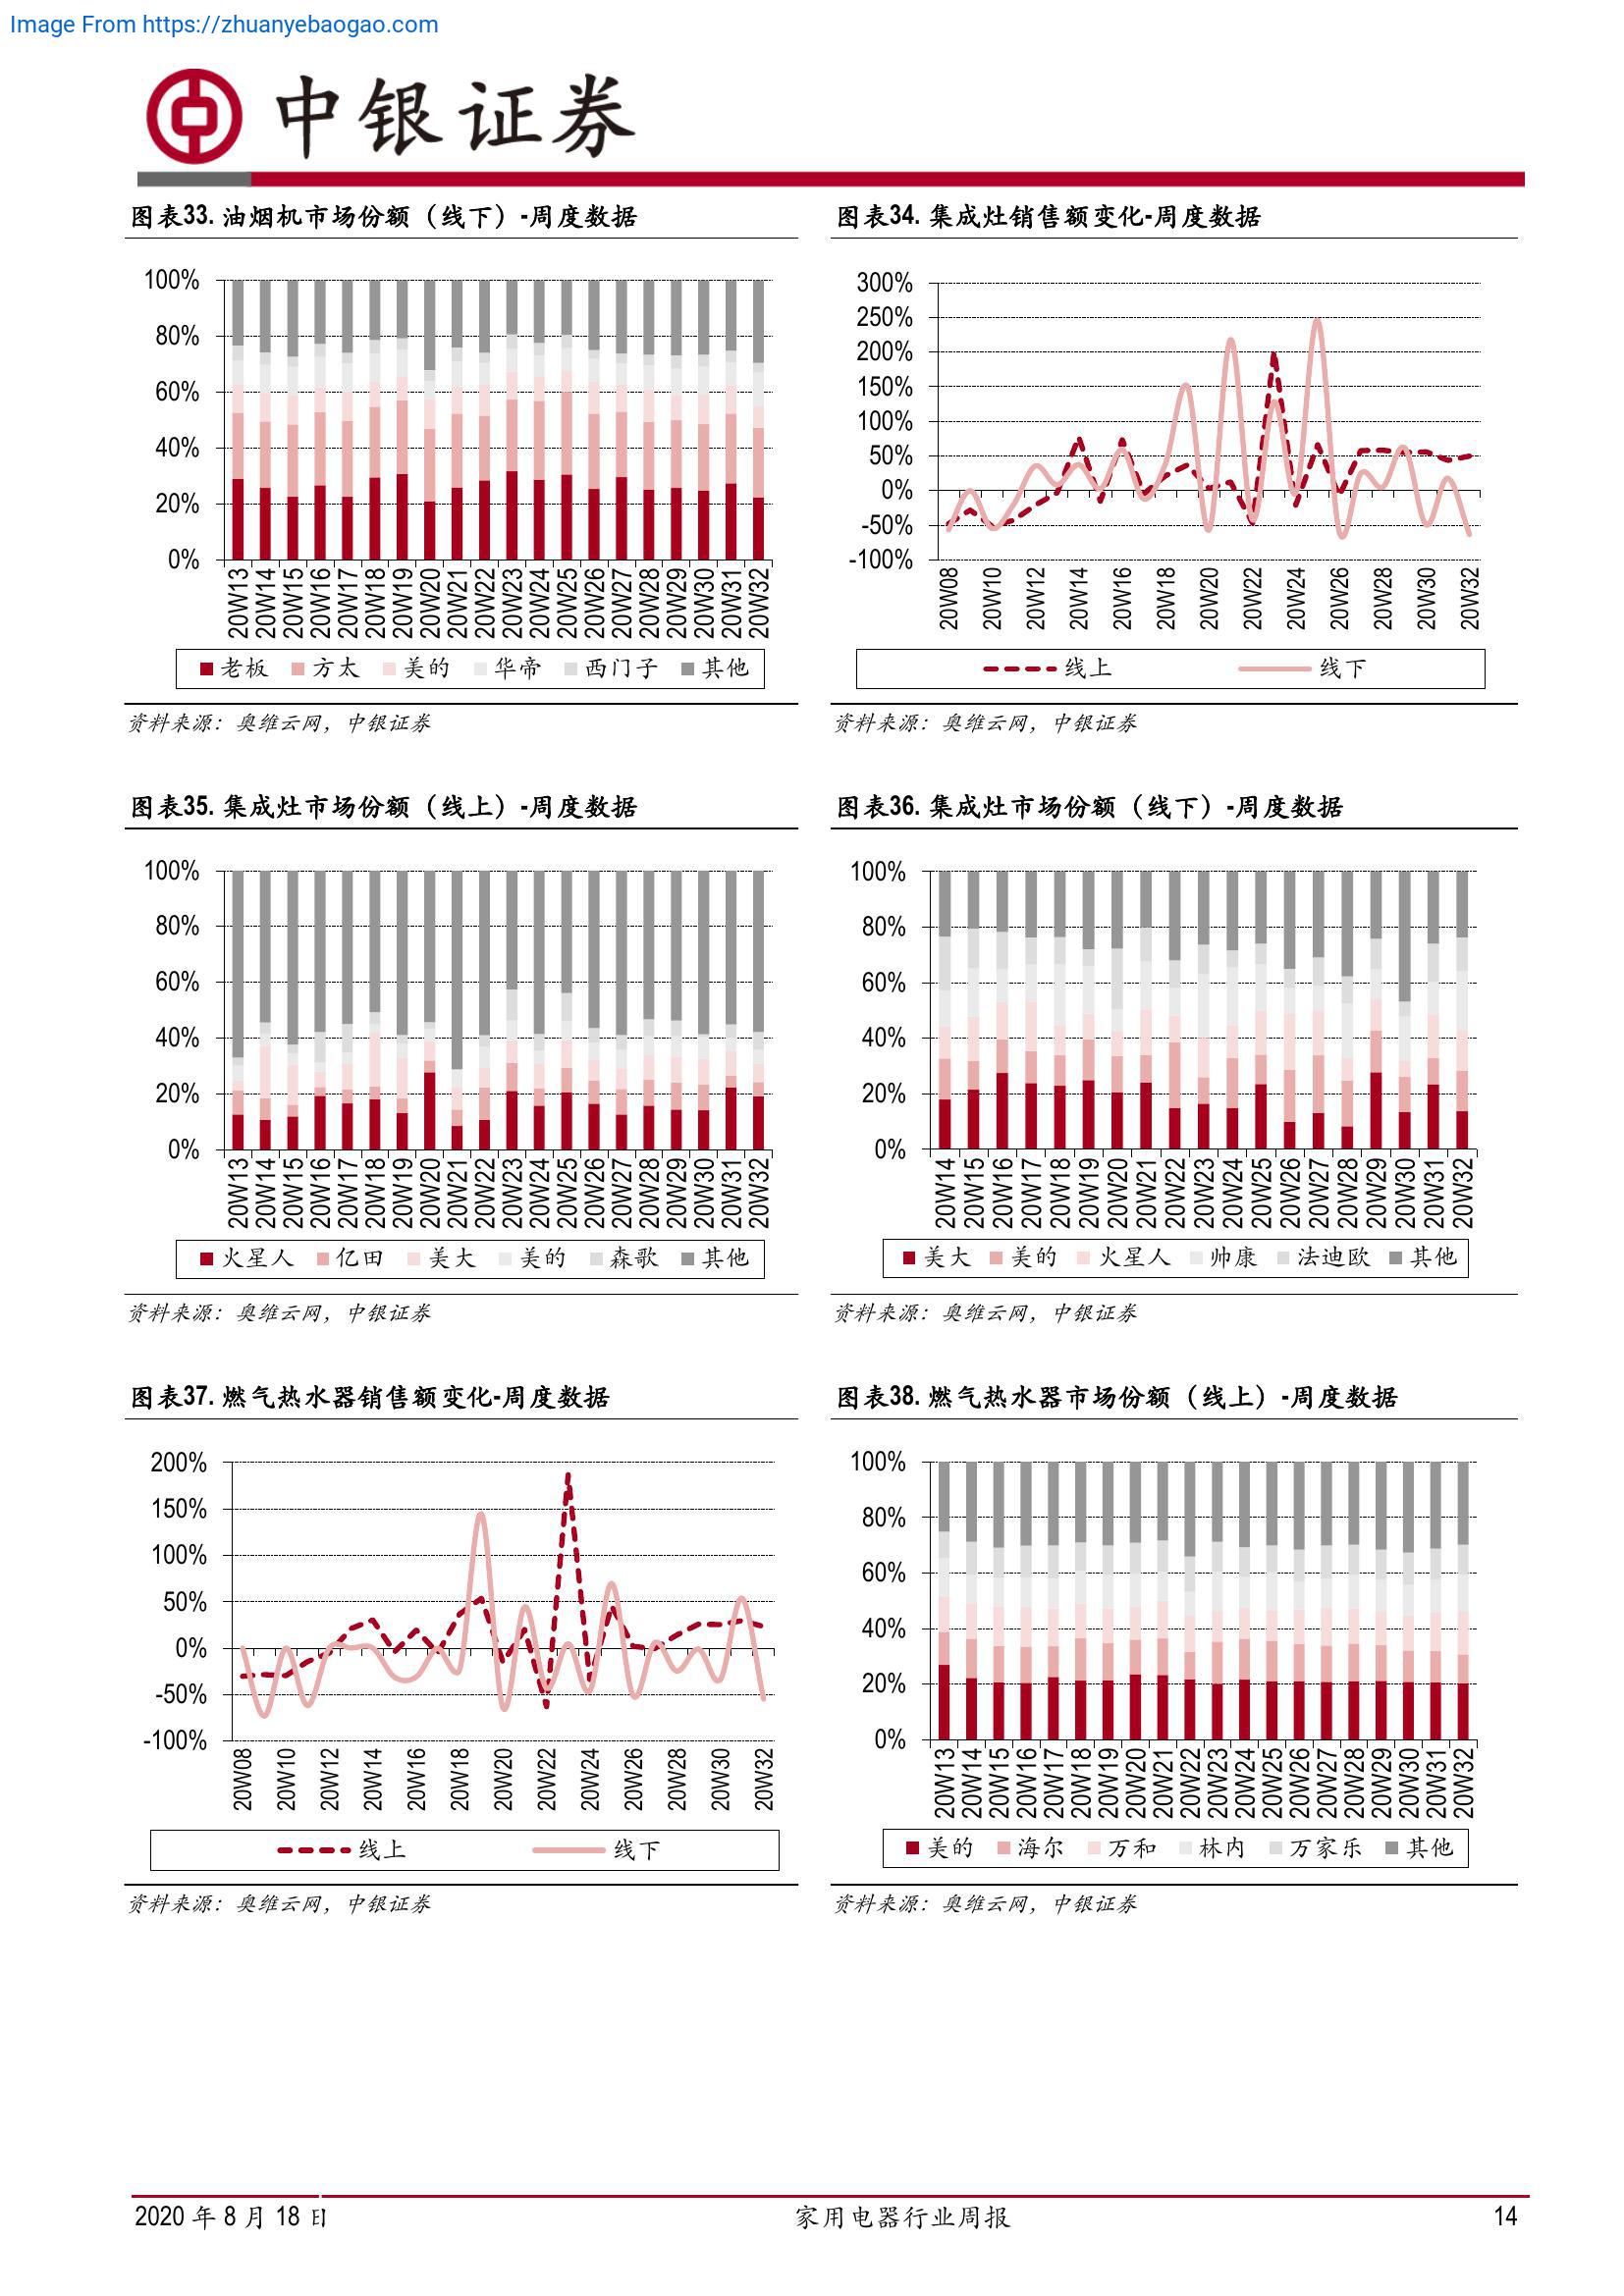 Image From https://zhuanyebaogao.com
中银证券
图表33. 油烟机市场份额（线下）-周度数据
100%
80%
60%
40%
20%
0%
20W13 20W14 20W15 20W16 20W17 20W18 20W19 20W20 20W21 20W22 20W23 20W24 20W25 20W26 20W27 20W28 20W29 20W30 20W31 20W32
老板 方太 美的 华帝 西门子 其他
资料来源：奥维云网，中银证券
图表34. 集成灶销售额变化-周度数据
300%
250%
200%
150%
100%
50%
0%
-50%
-100%
20W08 20W10 20W12 20W14 20W16 20W18 20W20 20W22 20W24 20W26 20W28 20W30 20W32
线上 线下
资料来源：奥维云网，中银证券
图表35. 集成灶市场份额（线上）-周度数据
100%
80%
60%
40%
20%
0%
20W13 20W14 20W15 20W16 20W17 20W18 20W19 20W20 20W21 20W22 20W23 20W24 20W25 20W26 20W27 20W28 20W29 20W30 20W31 20W32
火星人 亿田 美大 美的 森歌 其他
资料来源：奥维云网，中银证券
图表36. 集成灶市场份额（线下）-周度数据
100%
80%
60%
40%
20%
0%
20W14 20W15 20W16 20W17 20W18 20W19 20W20 20W21 20W22 20W23 20W24 20W25 20W26 20W27 20W28 20W29 20W30 20W31 20W32
美大 美的 火星人 帅康 法迪欧 其他
资料来源：奥维云网，中银证券
图表37. 燃气热水器销售额变化-周度数据
200%
150%
100%
50%
0%
-50%
-100%
20W08 20W10 20W12 20W14 20W16 20W18 20W20 20W22 20W24 20W26 20W28 20W30 20W32
线上 线下
资料来源：奥维云网，中银证券
图表38. 燃气热水器市场份额（线上）-周度数据
100%
80%
60%
40%
20%
0%
20W13 20W14 20W15 20W16 20W17 20W18 20W19 20W20 20W21 20W22 20W23 20W24 20W25 20W26 20W27 20W28 20W29 20W30 20W31 20W32
美的 海尔 万和 林内 万家乐 其他
资料来源：奥维云网，中银证券
2020 年 8 月 18 日 家用电器行业周报 14